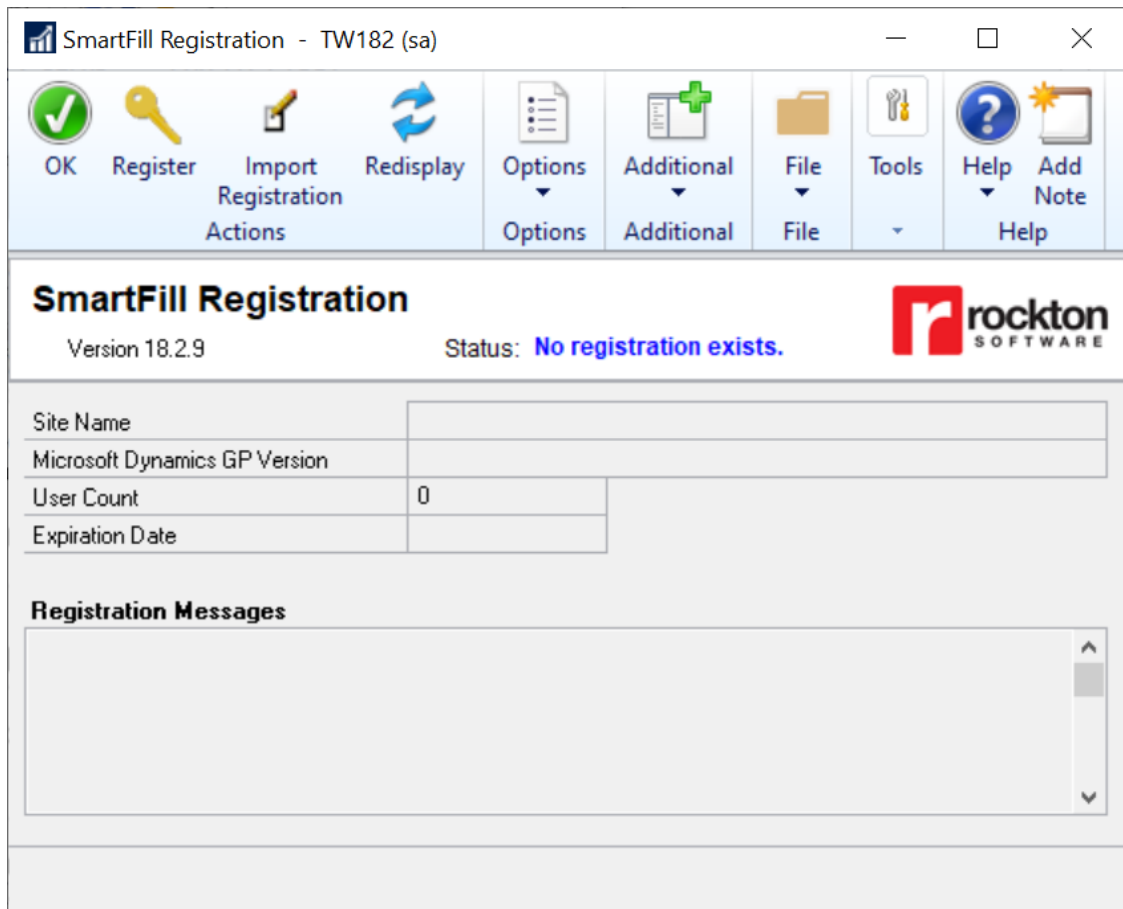 SmartFill Registration - TW182 (sa)
OK Register Import Registration Redisplay Options Additional File Tools Help Add Note
Actions Options Additional File Help
SmartFill Registration
rockton
SOFTWARE
Version 18.2.9 Status: No registration exists.
Site Name
Microsoft Dynamics GP Version
User Count 0
Expiration Date
Registration Messages